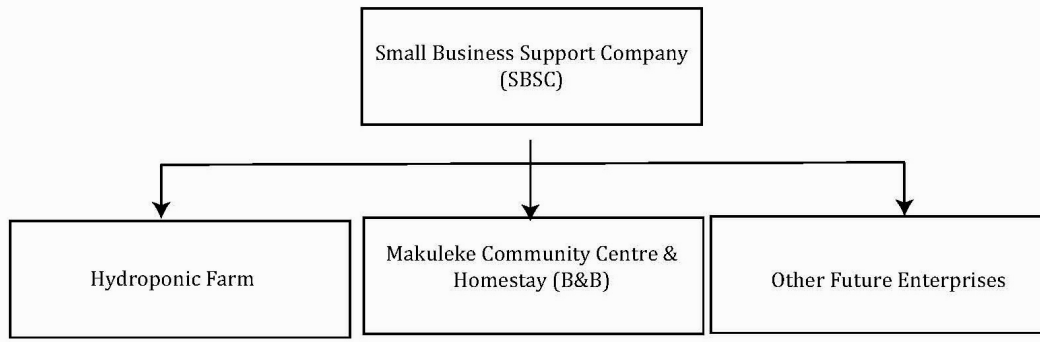 Small Business Support Company
(SBSC)
Hydroponic Farm
Makuleke Community Centre &
Homestay (B&B)
Other Future Enterprises